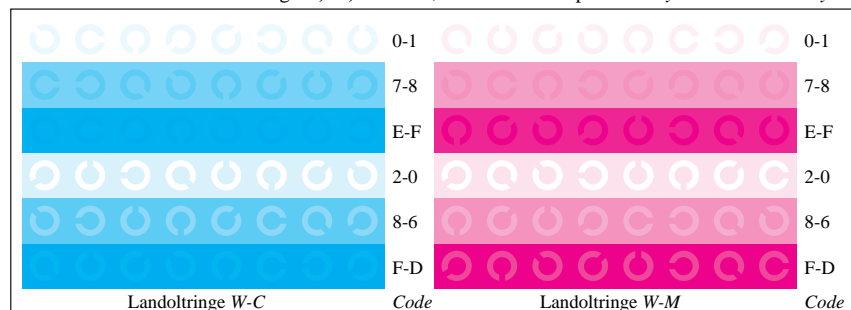 0-1 0-1
7-8 7-8
E-F E-F
2-0 2-0
8-6 8-6
F-D F-D
Landoltringe W-C Code Landoltringe W-M Code